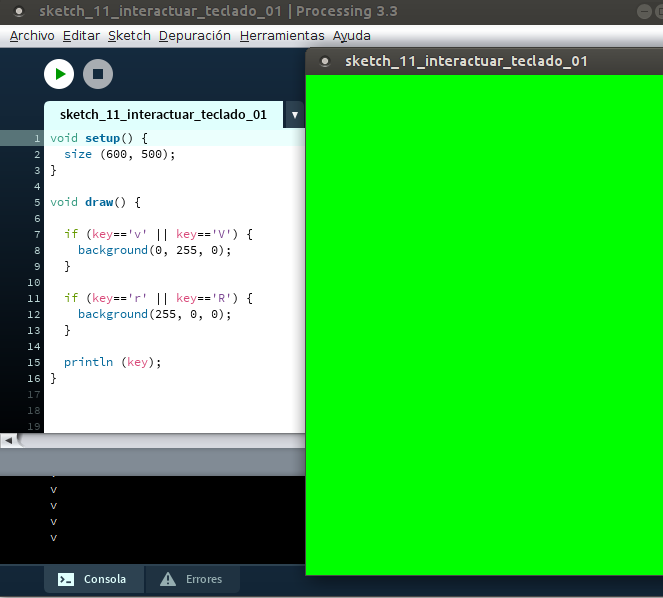 sketch_11_interactuar_teclado_01 | Processing 3.3
Archivo Editar Sketch Depuración Herramientas Ayuda
sketch_11_interactuar_teclado_01
sketch_11_interactuar_teclado_01
1 void setup() {
2   size (600, 500);
3 }
4
5 void draw() {
6
7   if (key=='v' || key=='V') {
8     background(0, 255, 0);
9   }
10
11   if (key=='r' || key=='R') {
12     background(255, 0, 0);
13   }
14
15   println (key);
16 }
17
18
19
v
v
v
v
Consola Errores